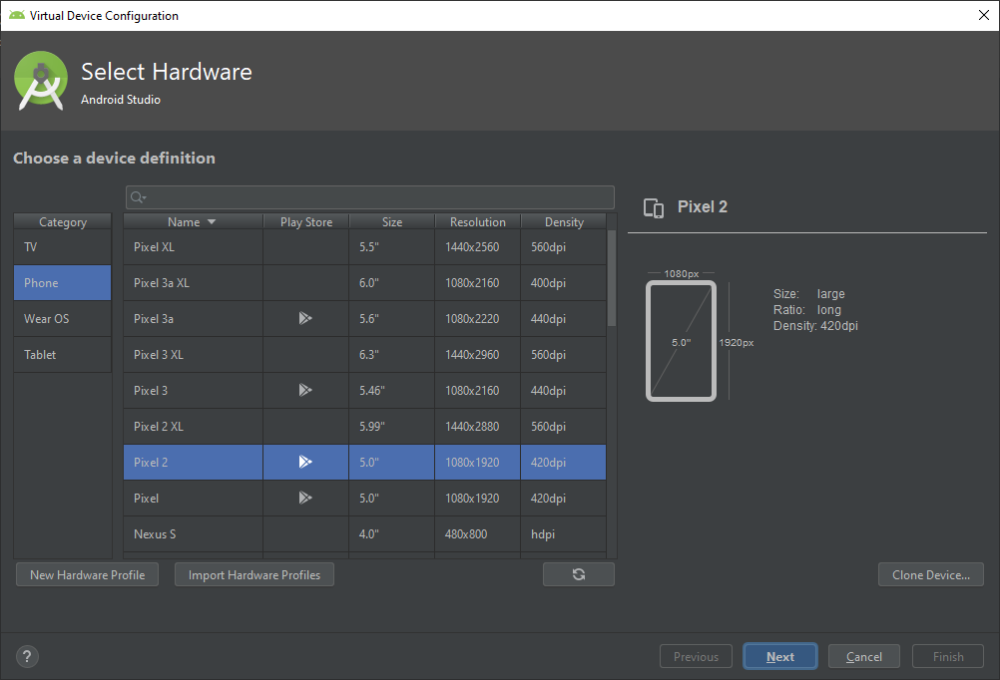 Virtual Device Configuration
Select Hardware
Android Studio
Choose a device definition
Category
TV
Phone
Wear OS
Tablet
Name Play Store Size Resolution Density
Pixel XL 5.5" 1440x2560 560dpi
Pixel 3a XL 6.0" 1080x2160 400dpi
Pixel 3a 5.6" 1080x2220 440dpi
Pixel 3 XL 6.3" 1440x2960 560dpi
Pixel 3 5.46" 1080x2160 440dpi
Pixel 2 XL 5.99" 1440x2880 560dpi
Pixel 2 5.0" 1080x1920 420dpi
Pixel 5.0" 1080x1920 420dpi
Nexus S 4.0" 480x800 hdpi
Pixel 2
1080px
5.0"
1920px
Size: large
Ratio: long
Density: 420dpi
New Hardware Profile Import Hardware Profiles Clone Device...
? Previous Next Cancel Finish